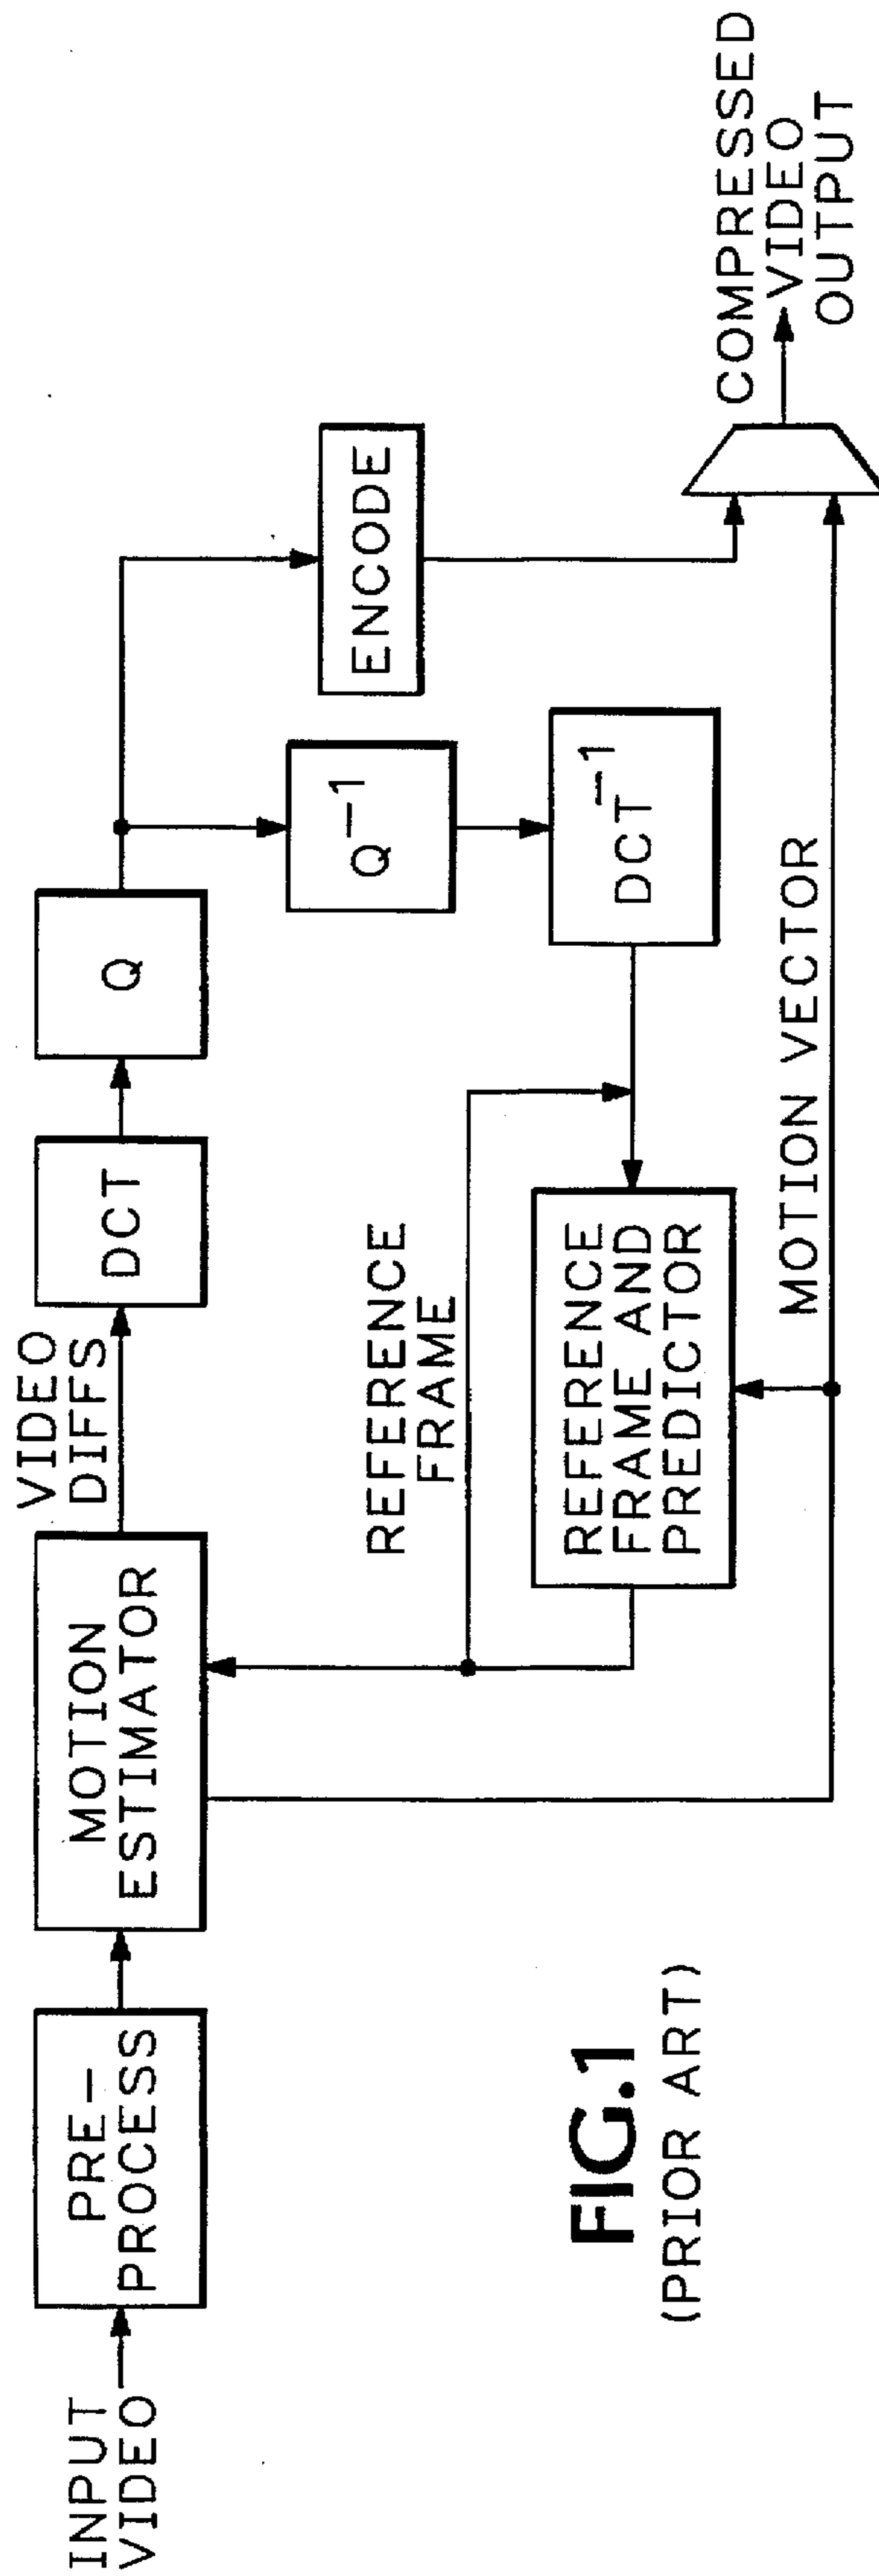 INPUT
VIDEO
PRE-
PROCESS
MOTION
ESTIMATOR
VIDEO
DIFFS
DCT
Q
Q⁻¹
DCT⁻¹
ENCODE
REFERENCE
FRAME
REFERENCE
FRAME AND
PREDICTOR
MOTION VECTOR
COMPRESSED
VIDEO
OUTPUT
FIG.1
(PRIOR ART)